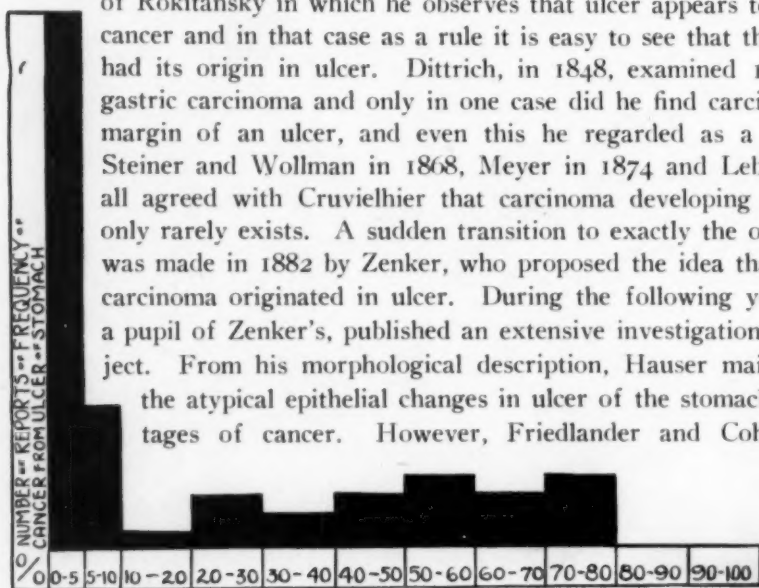 of Rokitansky in which he observes that ulcer appears
cancer and in that case as a rule it is easy to see that
had its origin in ulcer. Dittrich, in 1848, examined
gastric carcinoma and only in one case did he find
margin of an ulcer, and even this he regarded as a
Steiner and Wollman in 1868, Meyer in 1874 and
all agreed with Cruvielhier that carcinoma developing
only rarely exists. A sudden transition to exactly the
was made in 1882 by Zenker, who proposed the idea
carcinoma originated in ulcer. During the following
a pupil of Zenker's, published an extensive investigation
ject. From his morphological description, Hauser
the atypical epithelial changes in ulcer of the
tages of cancer. However, Friedlander and
NUMBER OF REPORTS OF FREQUENCY OF
CANCER FROM ULCER OF STOMACH
% 0-5 5-10 10-20 20-30 30-40 40-50 50-60 60-70 70-80 80-90 90-100